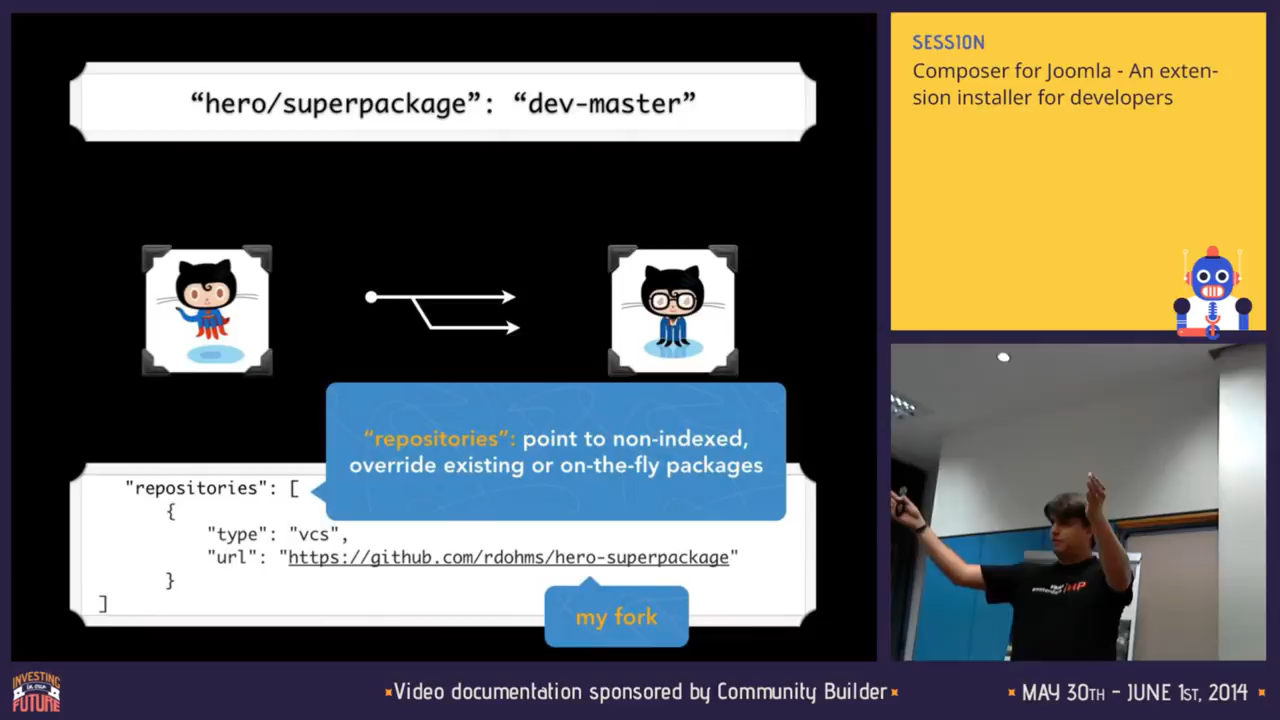 “hero/superpackage”: “dev-master”
“repositories”: point to non-indexed,
override existing or on-the-fly packages
"repositories": [
{
"type": "vcs",
"url": "https://github.com/rdohms/hero-superpackage"
}
]
my fork
SESSION
Composer for Joomla - An exten-
sion installer for developers
INVESTING
FUTURE
Video documentation sponsored by Community Builder
MAY 30TH - JUNE 1ST, 2014